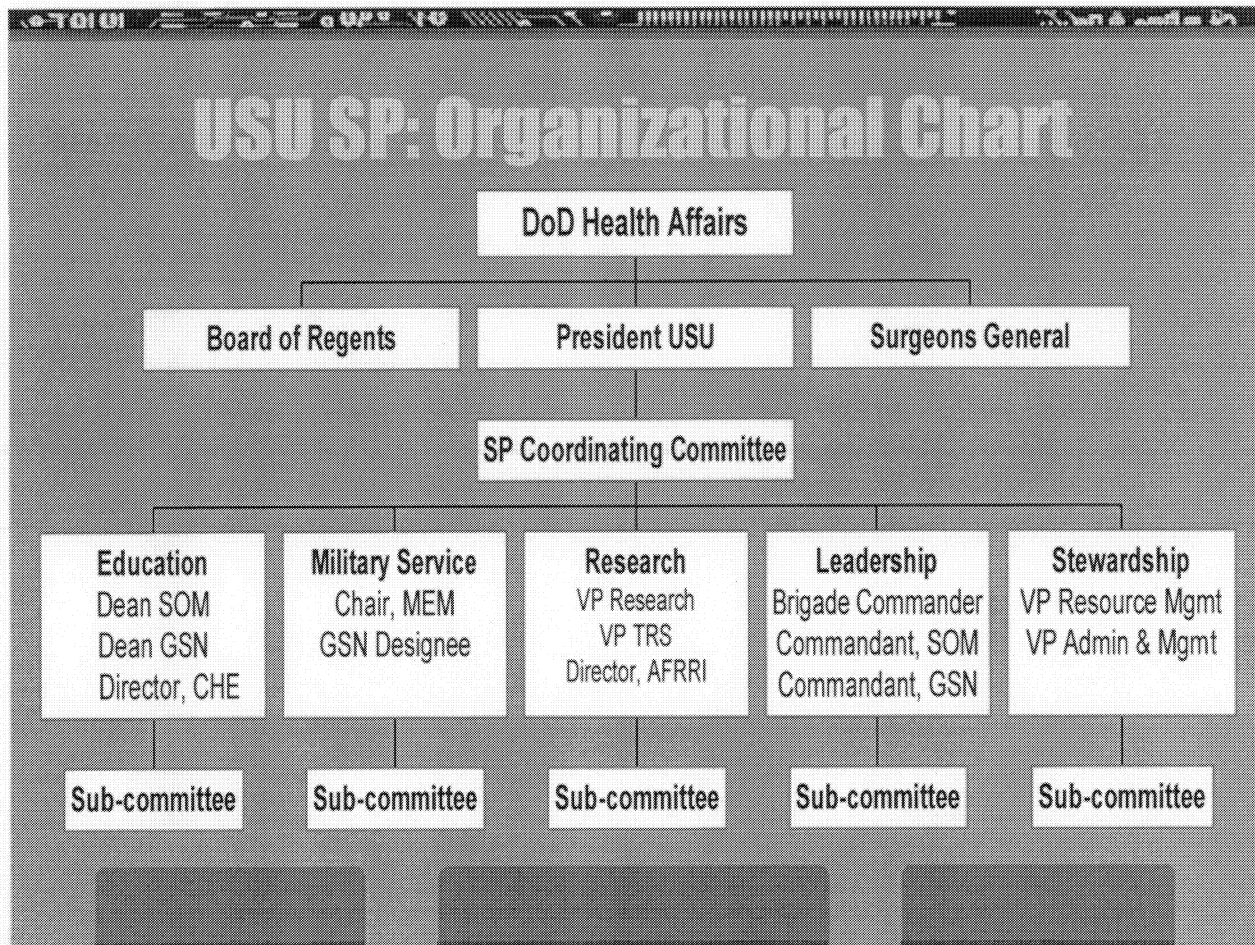 USU SP: Organizational Chart
DoD Health Affairs
Board of Regents
President USU
Surgeons General
SP Coordinating Committee
Education
Dean SOM
Dean GSN
Director, CHE
Military Service
Chair, MEM
GSN Designee
Research
VP Research
VP TRS
Director, AFRRI
Leadership
Brigade Commander
Commandant, SOM
Commandant, GSN
Stewardship
VP Resource Mgmt
VP Admin & Mgmt
Sub-committee
Sub-committee
Sub-committee
Sub-committee
Sub-committee